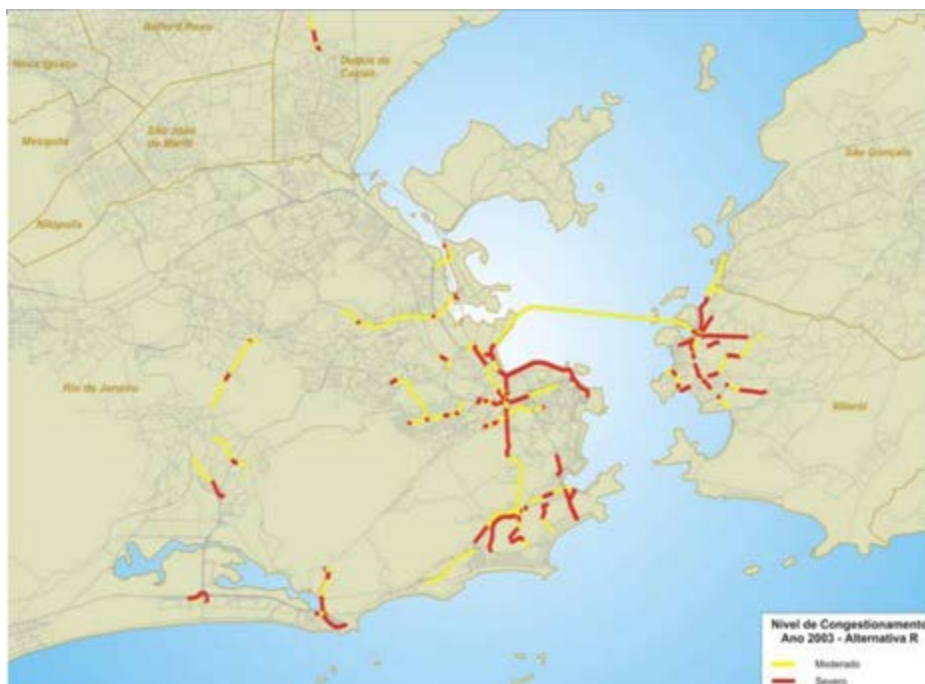 Belford Roxo
Nova Iguaçu
Duque de
Caxias
Mesquita
São João
de Meriti
São Gonçalo
Nilópolis
Rio de Janeiro
Niterói
Nível de Congestionamento
Ano 2003 - Alternativa R
Moderado
Severo